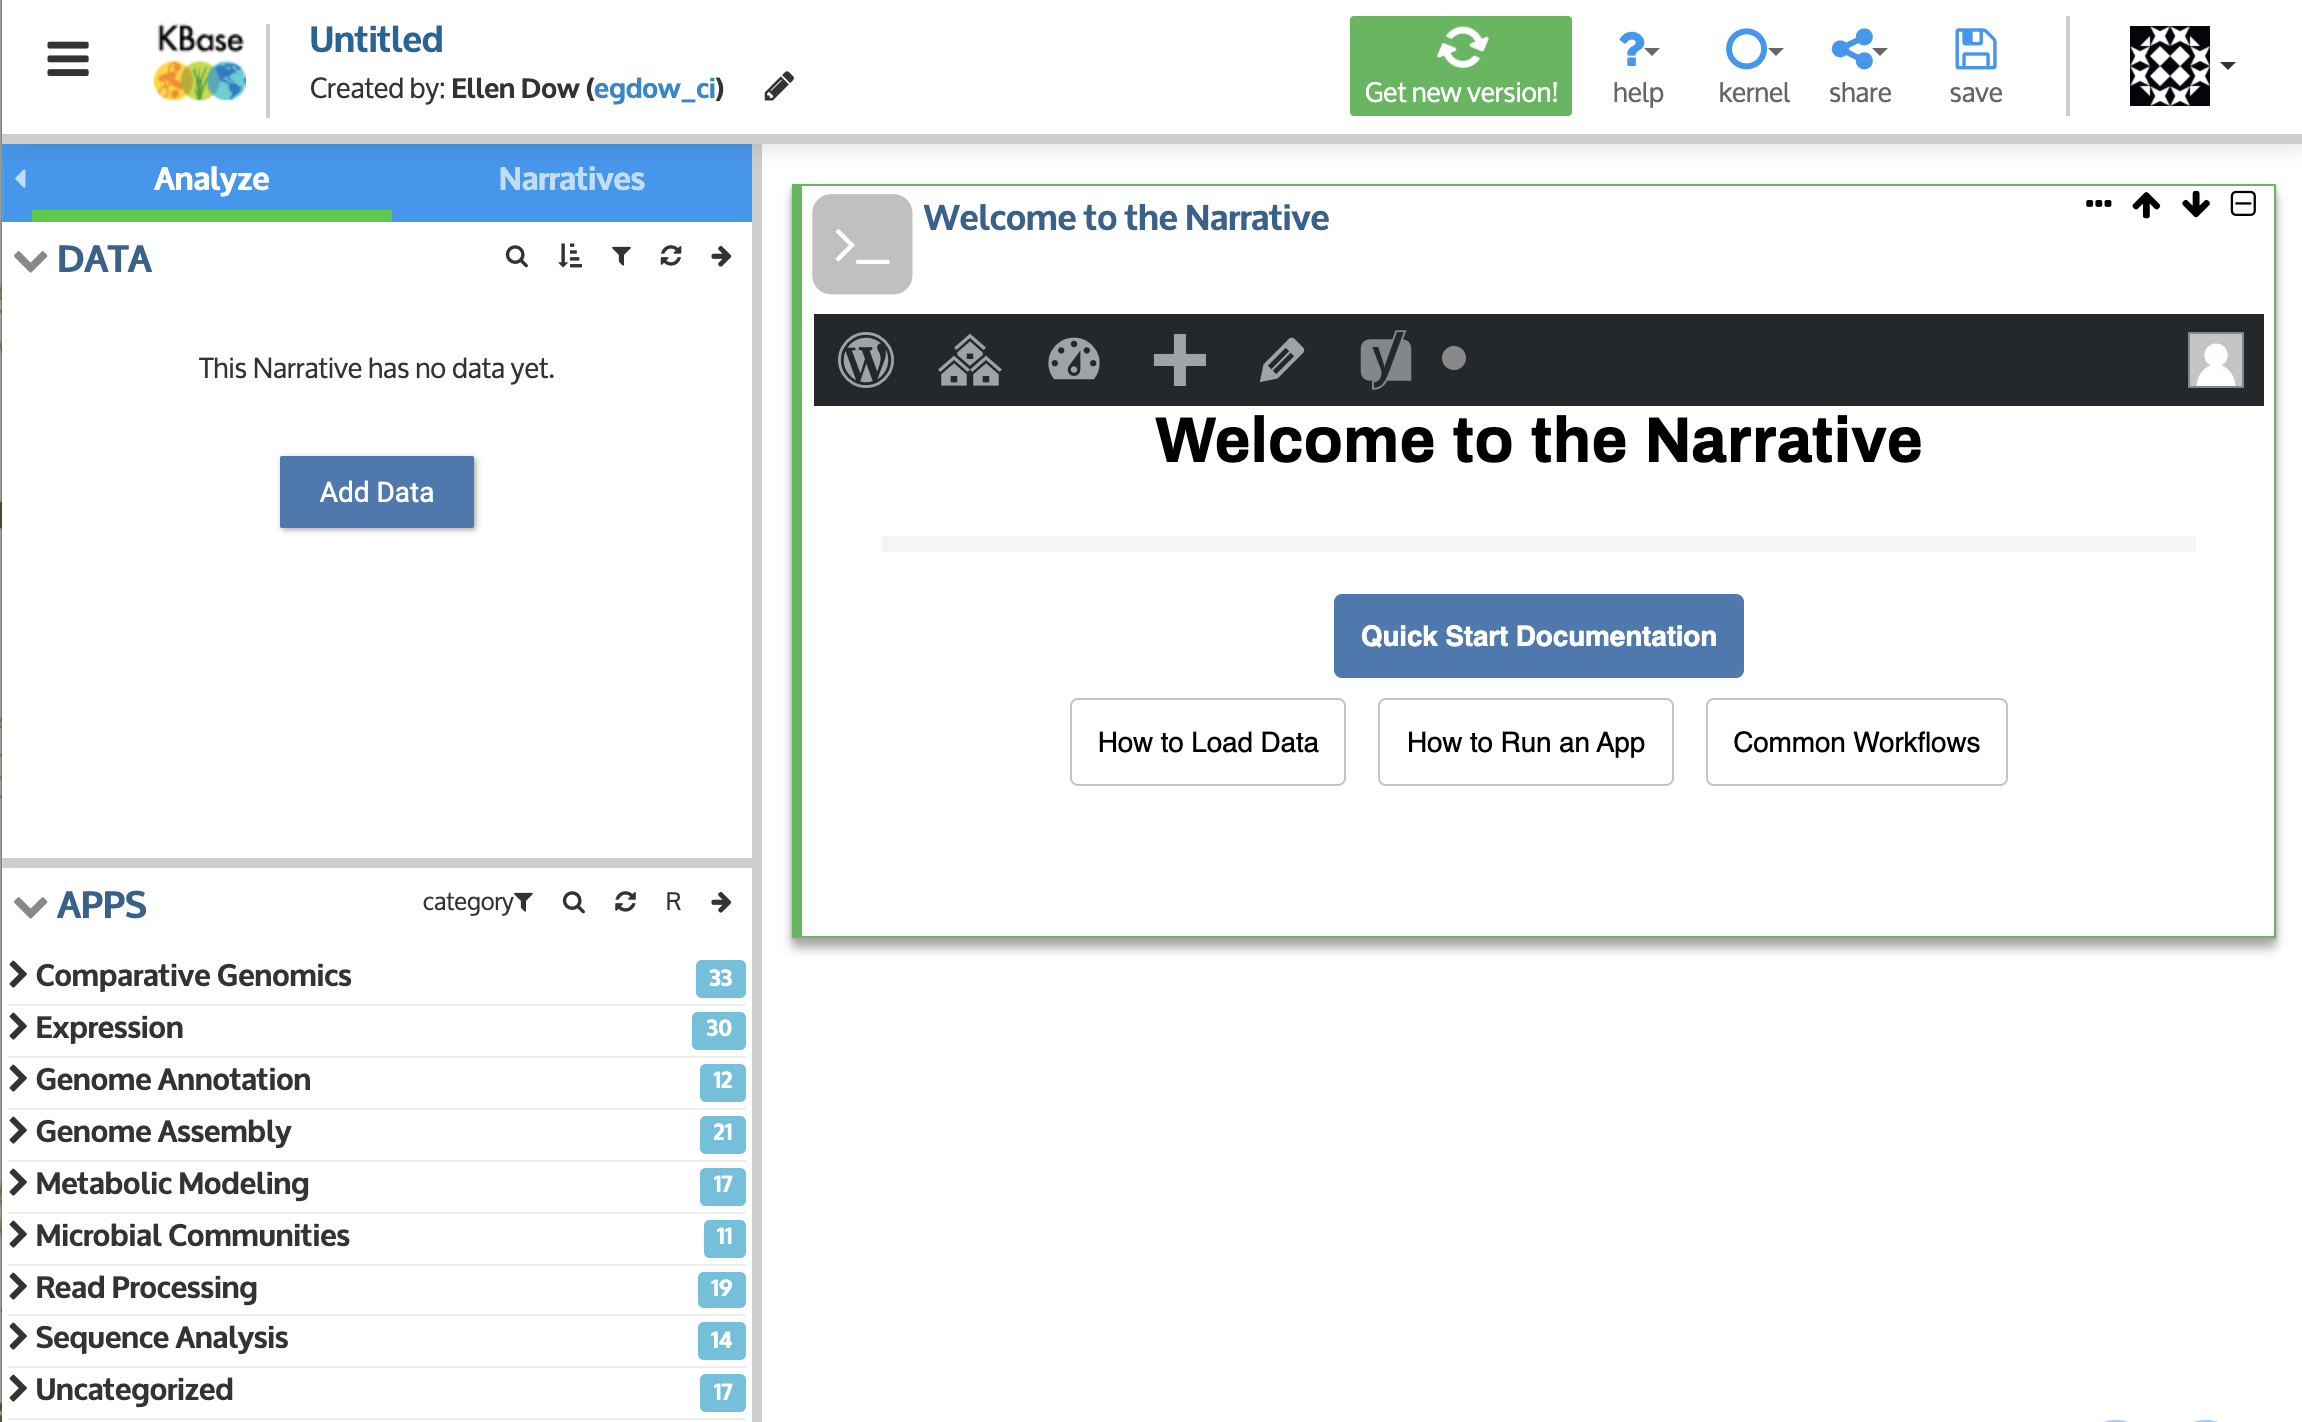 KBase
Untitled
Created by: Ellen Dow (egdow_ci)
Get new version!
help
kernel
share
save
Analyze
Narratives
DATA
This Narrative has no data yet.
Add Data
APPS
category
R
Comparative Genomics 33
Expression 30
Genome Annotation 12
Genome Assembly 21
Metabolic Modeling 17
Microbial Communities 11
Read Processing 19
Sequence Analysis 14
Uncategorized 17
Welcome to the Narrative
Welcome to the Narrative
Quick Start Documentation
How to Load Data
How to Run an App
Common Workflows